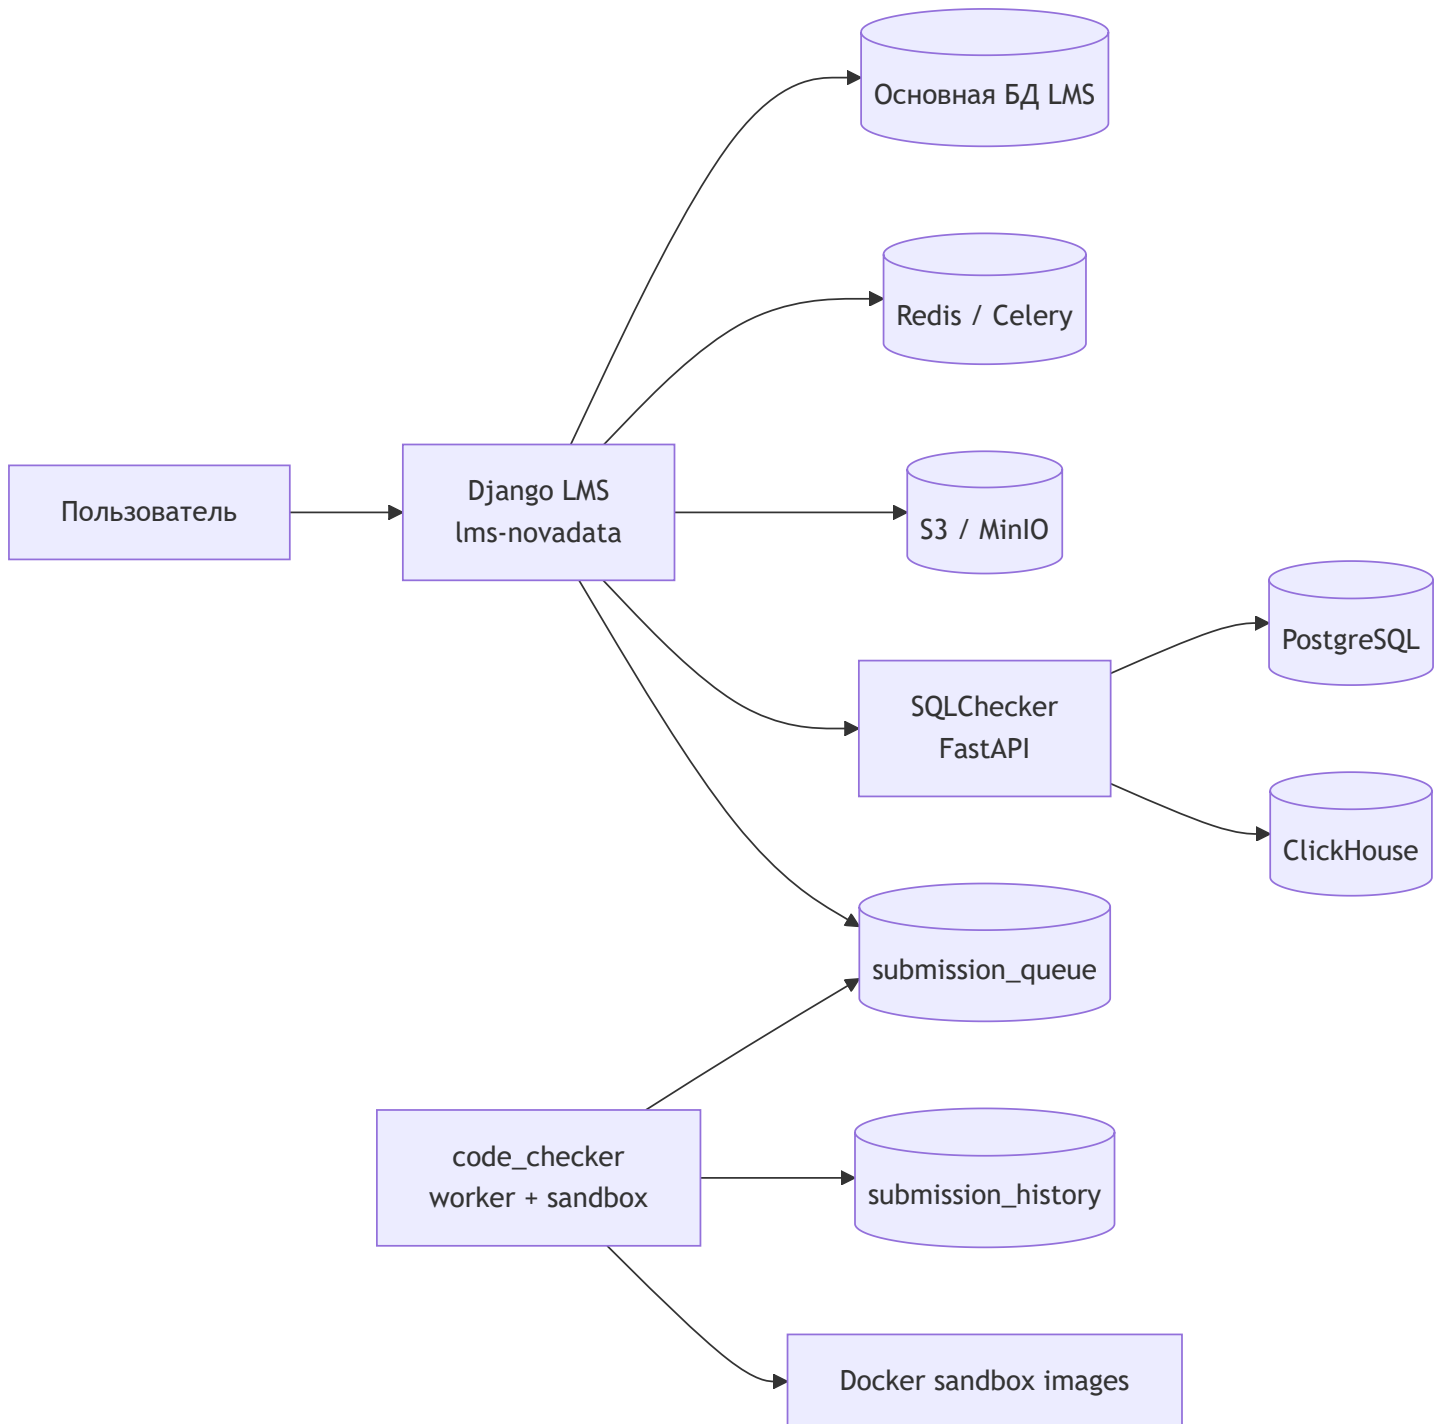 Основная БД LMS
Redis / Celery
Пользователь
Django LMS
lms-novadata
S3 / MinIO
PostgreSQL
SQLChecker
FastAPI
ClickHouse
submission_queue
code_checker
worker + sandbox
submission_history
Docker sandbox images